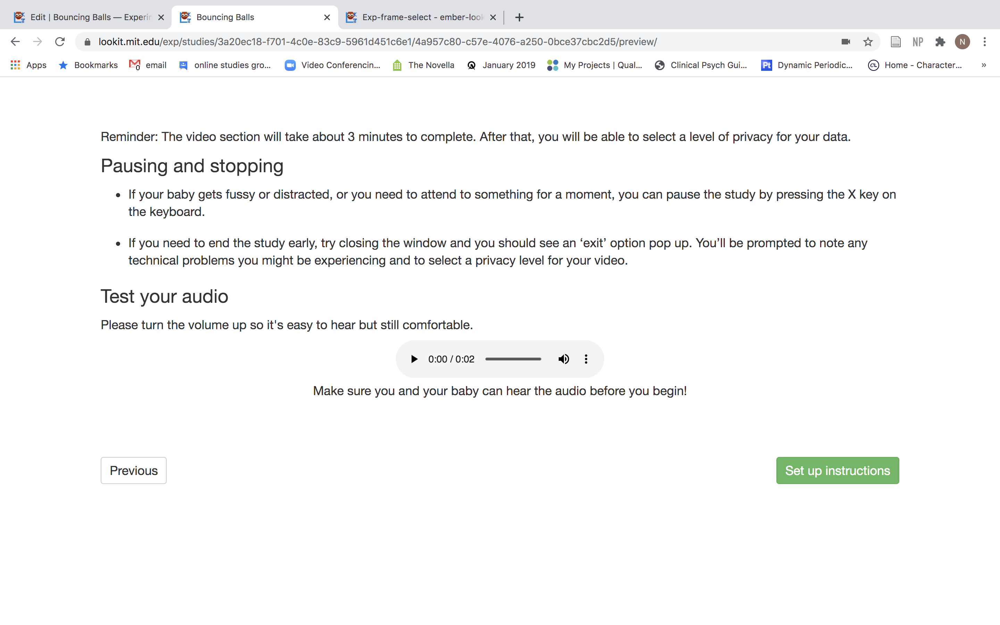 Edit | Bouncing Balls — Experin
Bouncing Balls
Exp-frame-select - ember-look
lookit.mit.edu/exp/studies/3a20ec18-f701-4c0e-83c9-5961d451c6e1/4a957c80-c57e-4076-a250-0bce37cbc2d5/preview/
NP
N
Apps
Bookmarks
email
online studies gro...
Video Conferencin...
The Novella
January 2019
My Projects | Qual...
Clinical Psych Gui...
Pt
Dynamic Periodic...
CL
Home - Character...
»
Reminder: The video section will take about 3 minutes to complete. After that, you will be able to select a level of privacy for your data.
Pausing and stopping
• If your baby gets fussy or distracted, or you need to attend to something for a moment, you can pause the study by pressing the X key on
the keyboard.
• If you need to end the study early, try closing the window and you should see an ‘exit’ option pop up. You’ll be prompted to note any
technical problems you might be experiencing and to select a privacy level for your video.
Test your audio
Please turn the volume up so it's easy to hear but still comfortable.
0:00 / 0:02
Make sure you and your baby can hear the audio before you begin!
Previous
Set up instructions